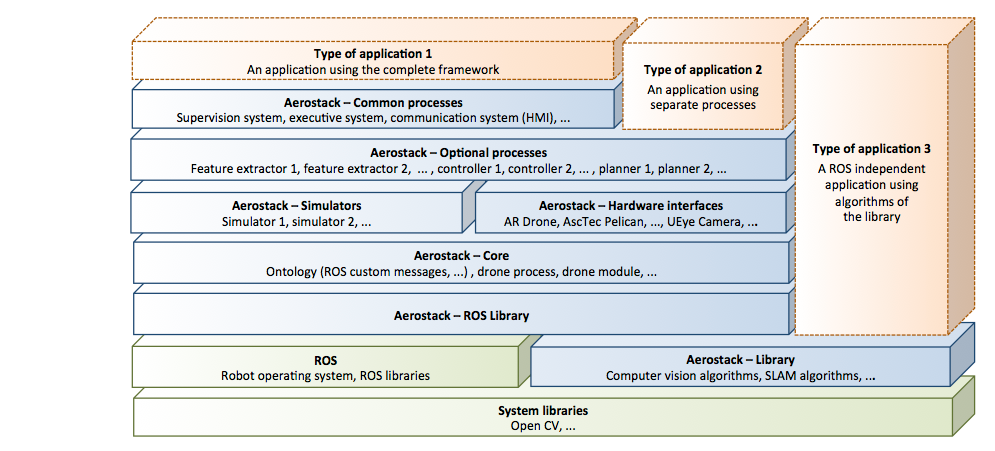 Type of application 1
An application using the complete framework
Type of application 2
An application using
separate processes
Type of application 3
A ROS independent
application using
algorithms of
the library
Aerostack – Common processes
Supervision system, executive system, communication system (HMI), ...
Aerostack – Optional processes
Feature extractor 1, feature extractor 2, ... , controller 1, controller 2, ... , planner 1, planner 2, ...
Aerostack – Simulators
Simulator 1, simulator 2, ...
Aerostack – Hardware interfaces
AR Drone, AscTec Pelican, ..., UEye Camera, ...
Aerostack – Core
Ontology (ROS custom messages, ...) , drone process, drone module, ...
Aerostack – ROS Library
ROS
Robot operating system, ROS libraries
Aerostack – Library
Computer vision algorithms, SLAM algorithms, ...
System libraries
Open CV, ...